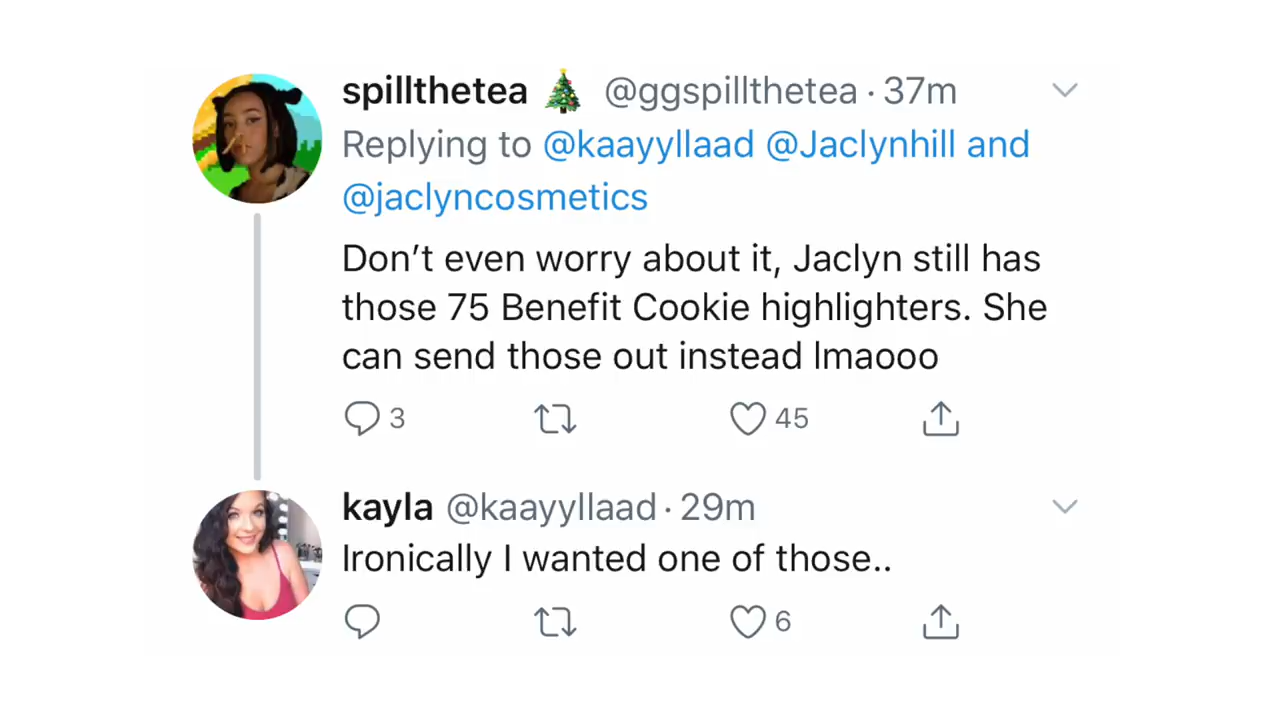 spillthetea 🎄 @ggspillthetea · 37m
Replying to @kaayyllaad @Jaclynhill and
@jaclyncosmetics
Don’t even worry about it, Jaclyn still has
those 75 Benefit Cookie highlighters. She
can send those out instead lmaooo
3 45
kayla @kaayyllaad · 29m
Ironically I wanted one of those..
6